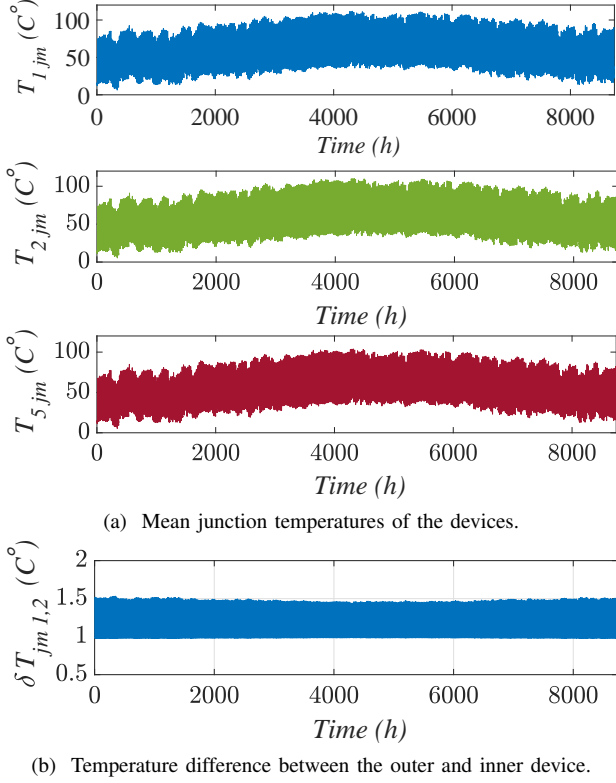 T1 jm (C°)
100
50
0
0 2000 4000 6000 8000
Time (h)
T2 jm (C°)
100
50
0
0 2000 4000 6000 8000
Time (h)
T5 jm (C°)
100
50
0
0 2000 4000 6000 8000
Time (h)
(a) Mean junction temperatures of the devices.
δ Tjm 1,2 (C°)
2
1.5
1
0.5
0 2000 4000 6000 8000
Time (h)
(b) Temperature difference between the outer and inner device.